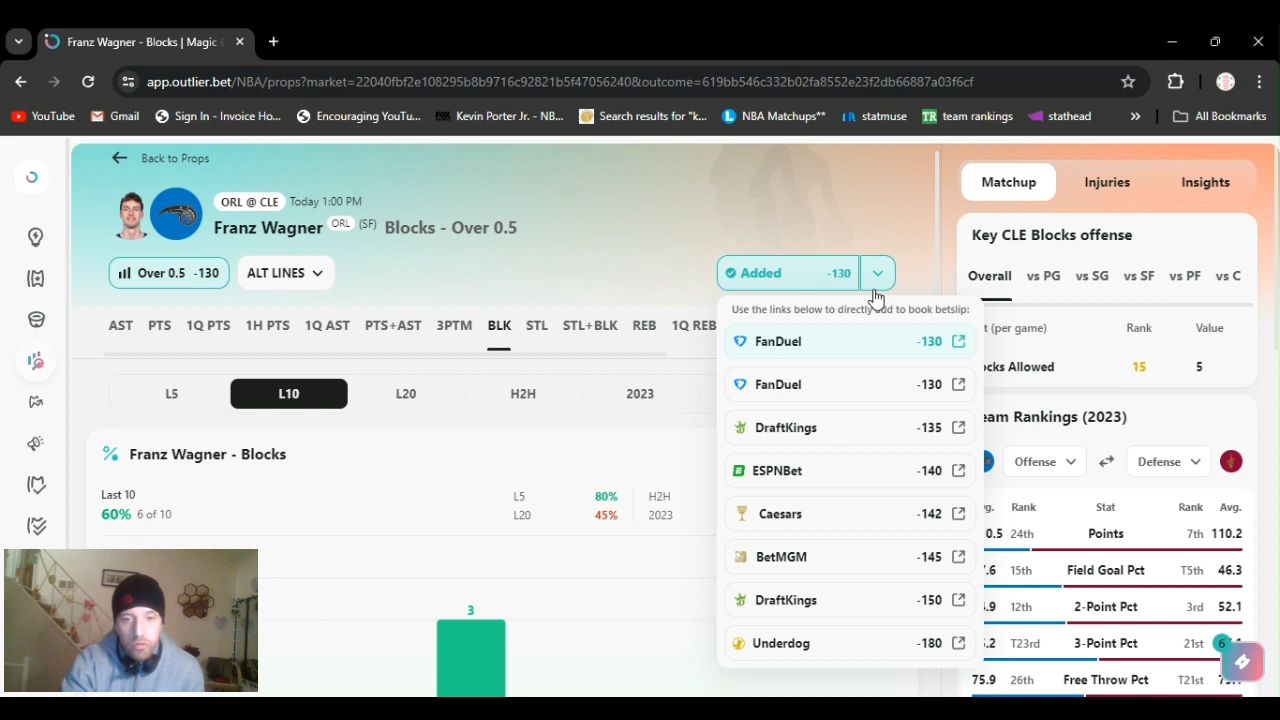 Franz Wagner - Blocks | Magic
app.outlier.bet/NBA/props?market=22040fbf2e108295b8b9716c92821b5f47056240&outcome=619bb546c332b02fa8552e23f2db66887a03f6cf
YouTube Gmail Sign In - Invoice Ho... Encouraging YouTu... Kevin Porter Jr. - NB... Search results for "k... NBA Matchups** statmuse team rankings stathead » All Bookmarks
Back to Props
ORL @ CLE Today 1:00 PM
Franz Wagner ORL (SF) Blocks - Over 0.5
Over 0.5 -130 ALT LINES
Added -130
AST PTS 1Q PTS 1H PTS 1Q AST PTS+AST 3PTM BLK STL STL+BLK REB 1Q REB
L5 L10 L20 H2H 2023
Franz Wagner - Blocks
Last 10
60% 6 of 10
L5 80% H2H
L20 45% 2023
3
Use the links below to directly add to book betslip:
FanDuel -130
FanDuel -130
DraftKings -135
ESPNBet -140
Caesars -142
BetMGM -145
DraftKings -150
Underdog -180
Matchup Injuries Insights
Key CLE Blocks offense
Overall vs PG vs SG vs SF vs PF vs C
(per game) Rank Value
Allowed 15 5
Rankings (2023)
Offense Defense
Rank Stat Rank Avg.
24th Points 7th 110.2
15th Field Goal Pct T5th 46.3
12th 2-Point Pct 3rd 52.1
T23rd 3-Point Pct 21st
75.9 26th Free Throw Pct T21st